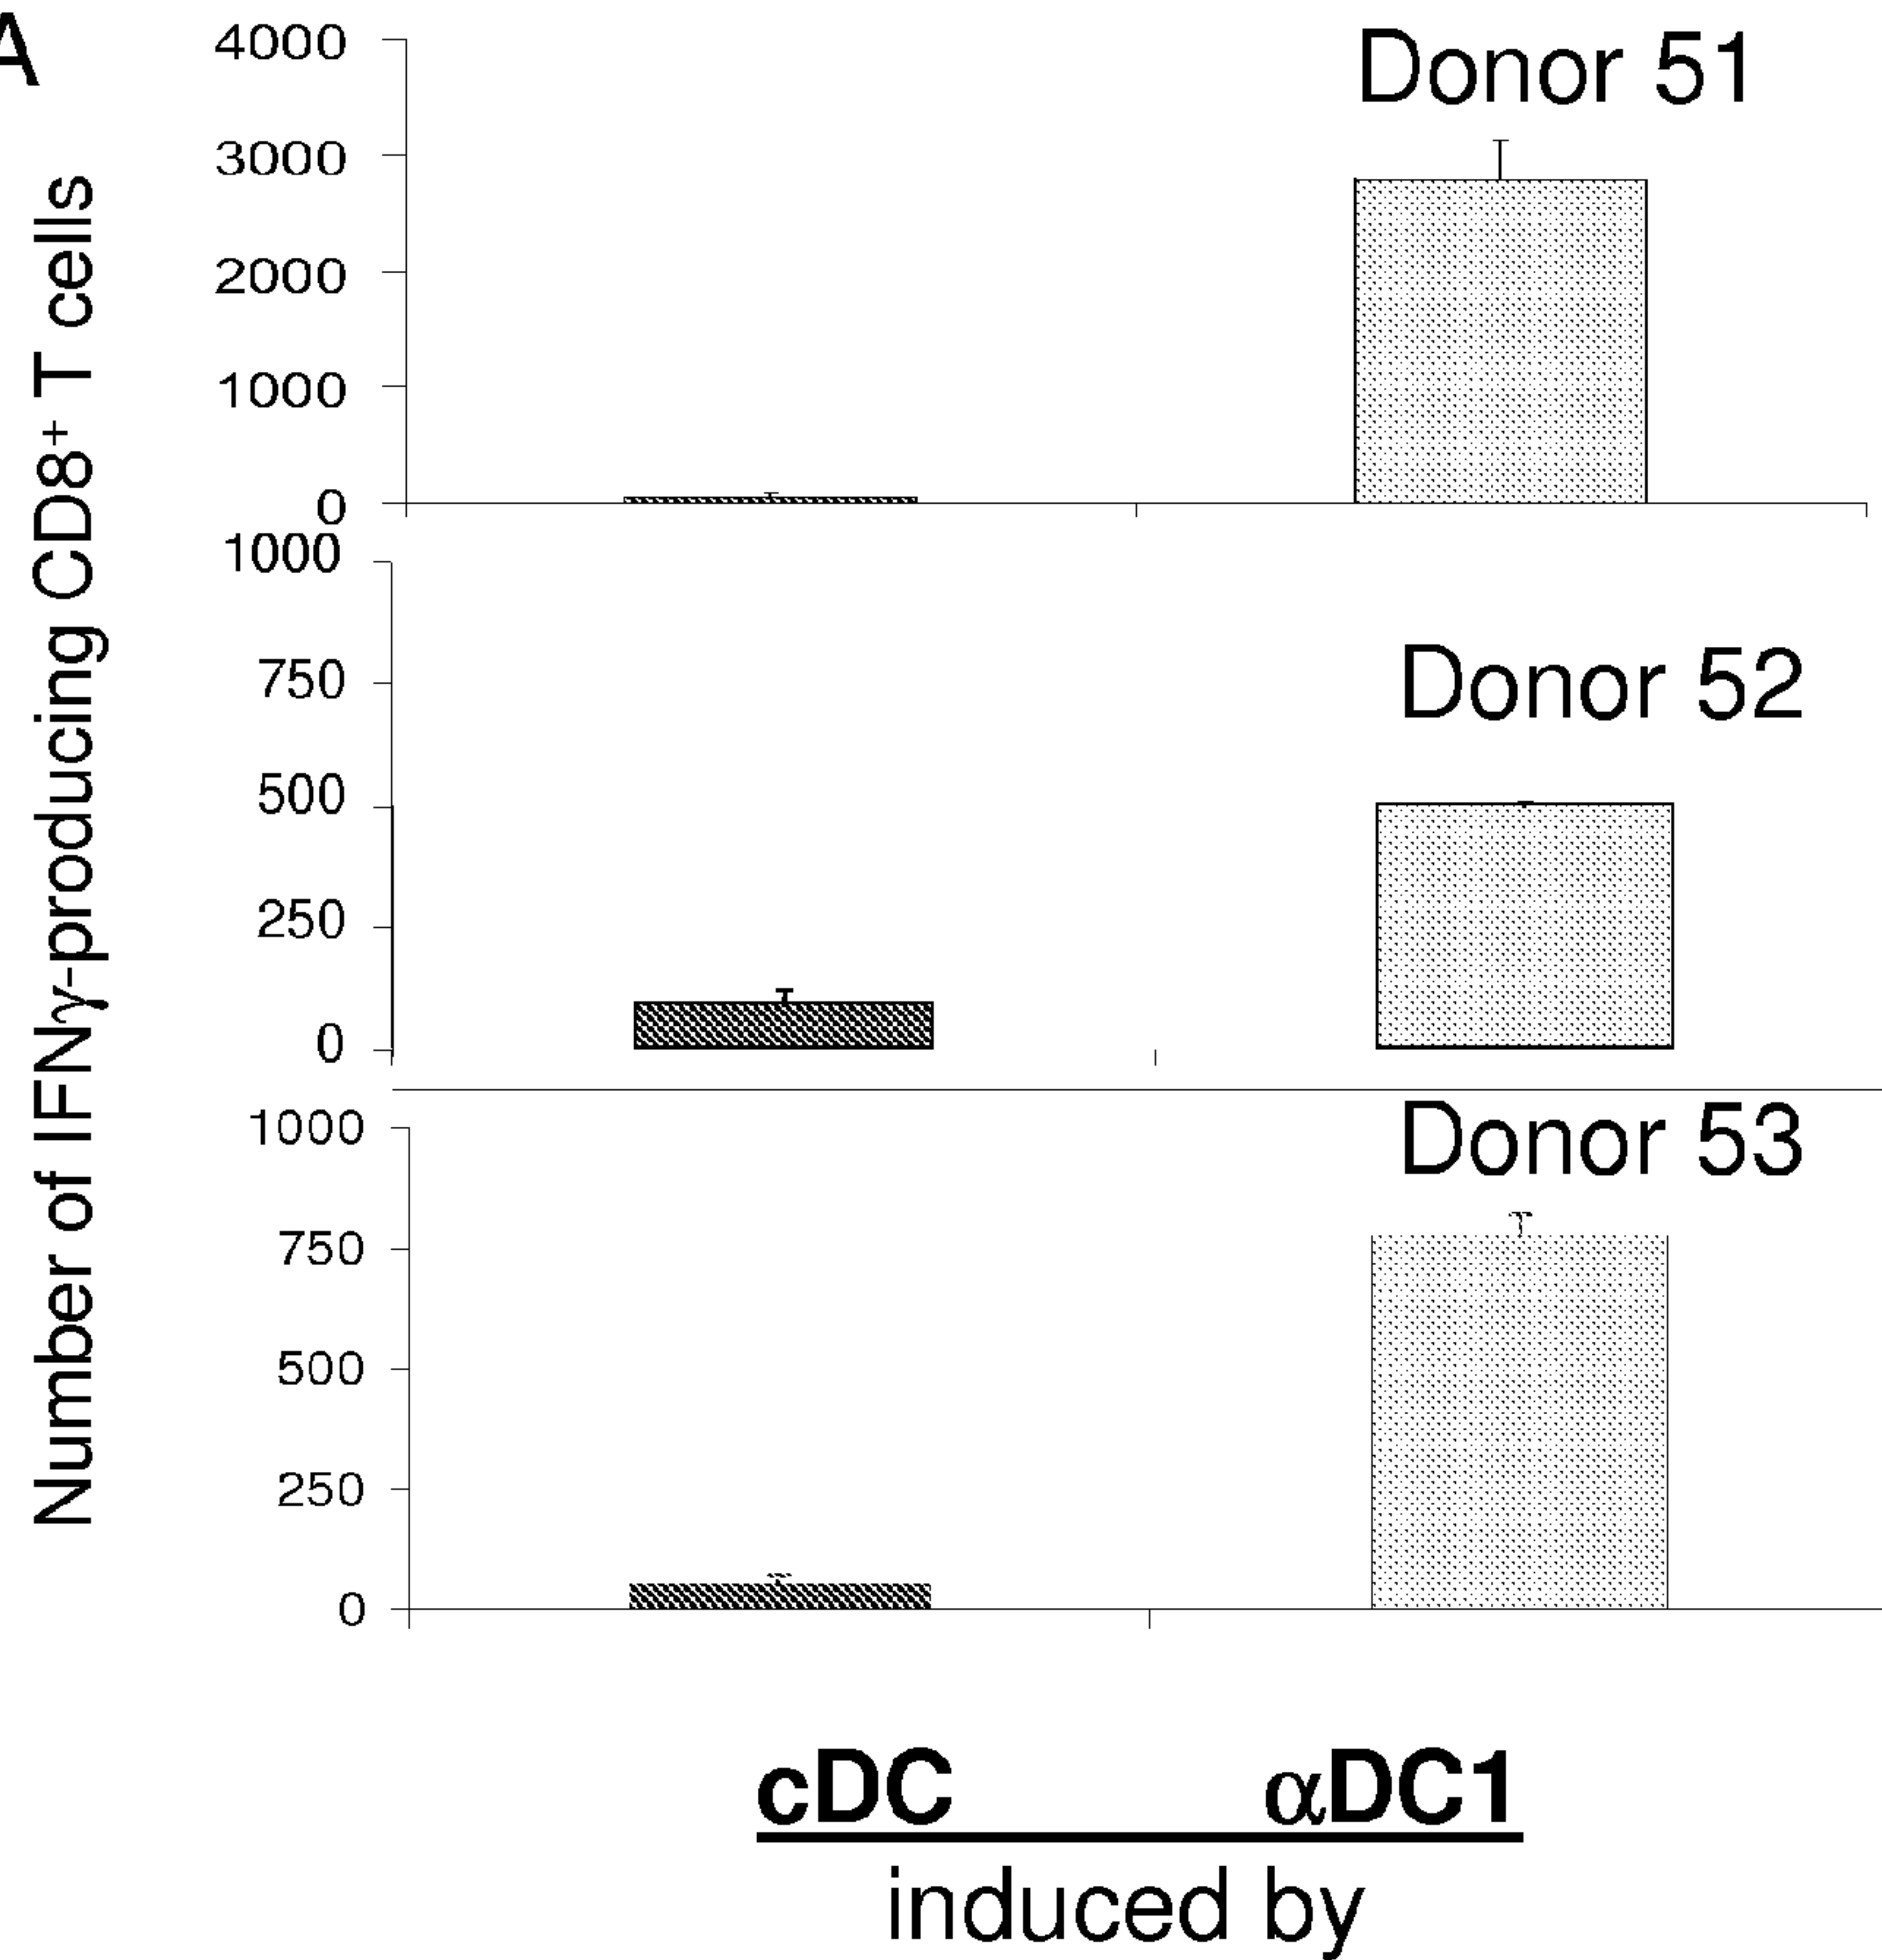 A
Number of IFNγ-producing CD8⁺ T cells
4000
3000
2000
1000
0
Donor 51
1000
750
500
250
0
Donor 52
1000
750
500
250
0
Donor 53
cDC αDC1
induced by